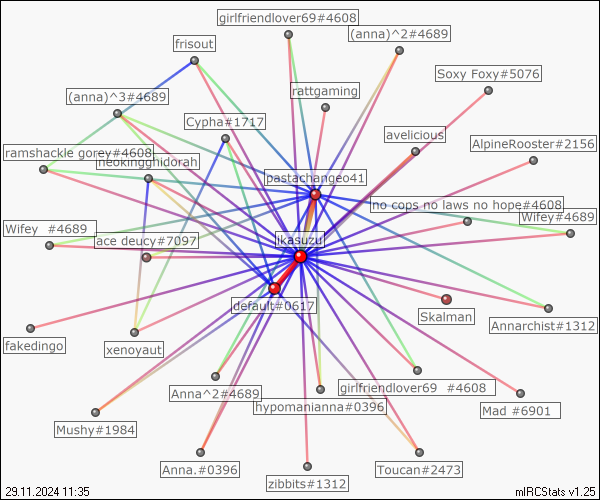 girlfriendlover69#4608
(anna)^2#4689
frisout
Soxy Foxy#5076
rattgaming
(anna)^3#4689
Cypha#1717
avelicious
AlpineRooster#2156
ramshackle gorey#4608
neokingghidorah
pastachangeo41
no cops no laws no hope#4608
Wifey#4689
Wifey  #4689
ace deucy#7097
ikasuzu
default#0617
Skalman
Annarchist#1312
fakedingo
xenoyaut
Anna^2#4689
girlfriendlover69  #4608
hypomanianna#0396
Mad #6901
Mushy#1984
Anna.#0396
Toucan#2473
zibbits#1312
29.11.2024 11:35
mIRCStats v1.25